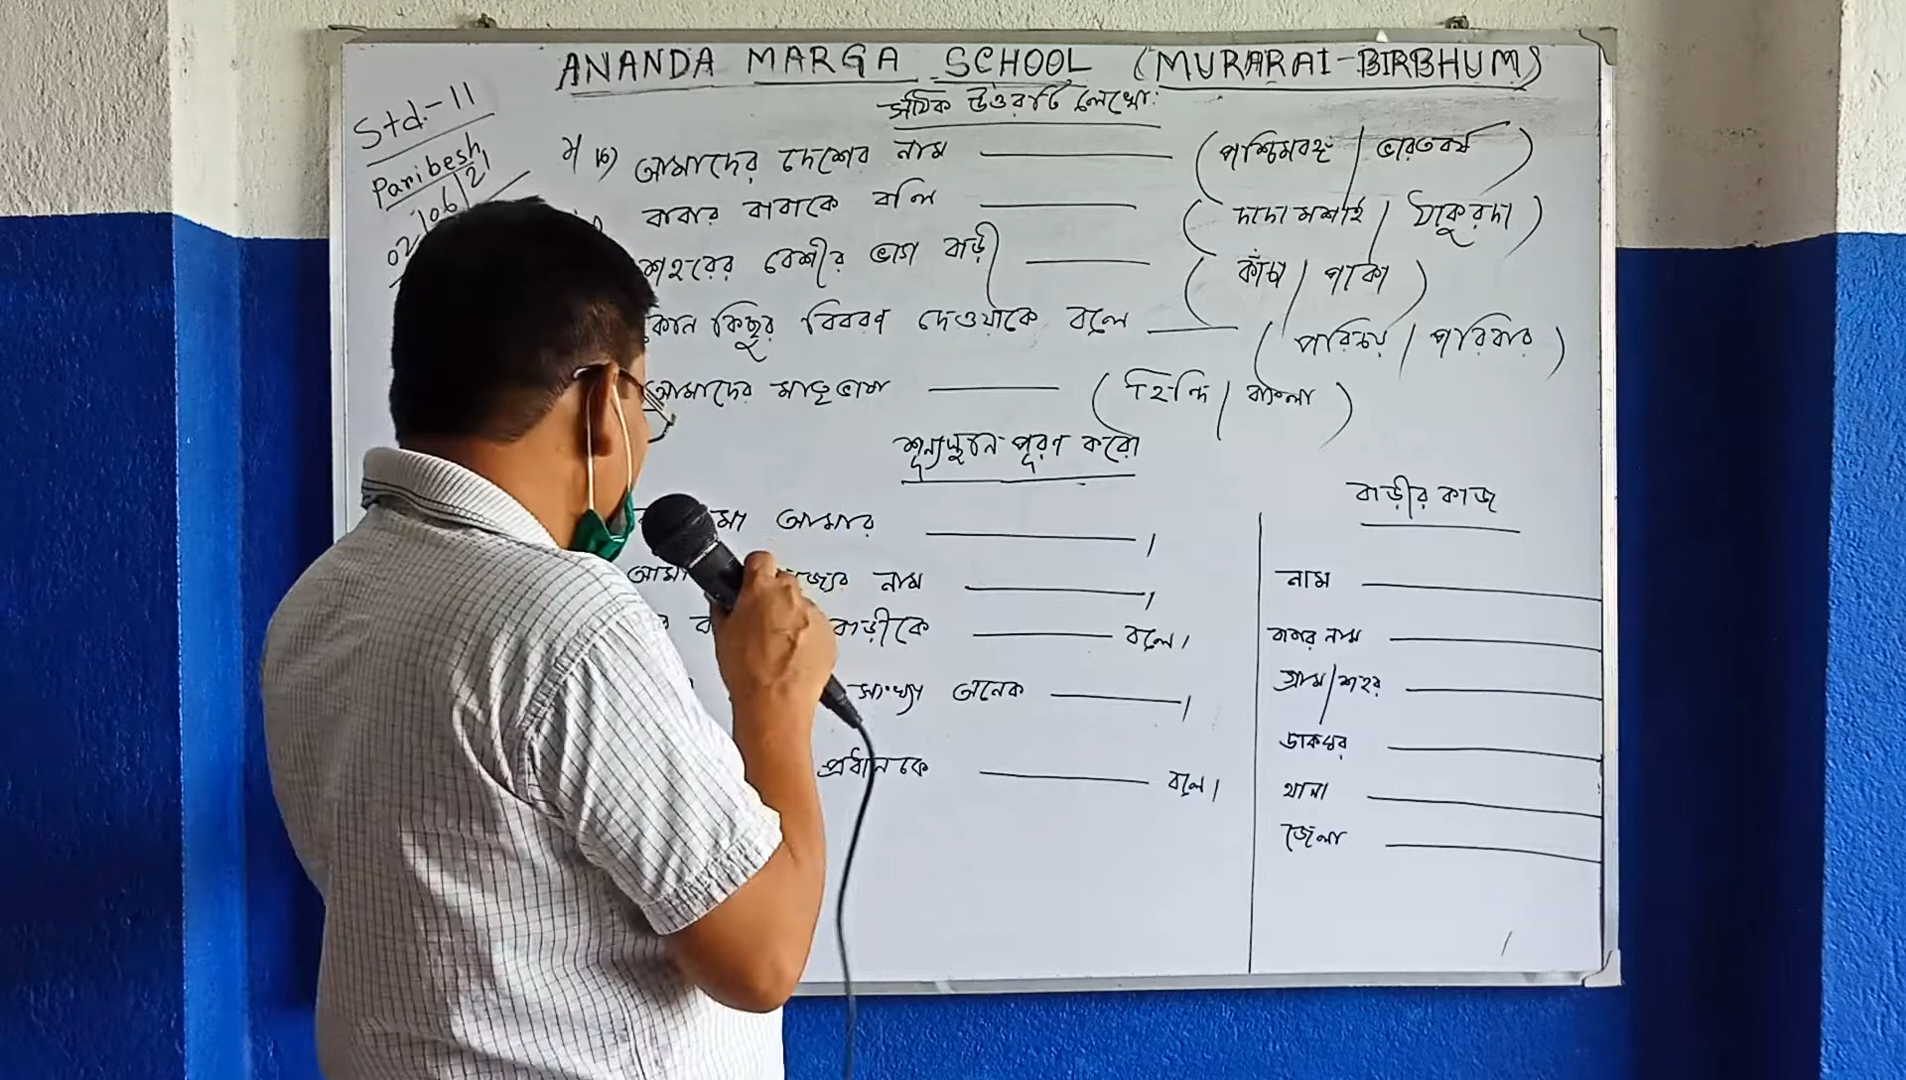 ANANDA MARGA SCHOOL (MURARAI-BIRBHUM)
Std.-II
Paribesh
02/06/21
সঠিক উত্তরটি লেখো:
আমাদের দেশের নাম ______ (পশ্চিমবঙ্গ / ভারতবর্ষ)
বাবার বাবাকে বলি ______ (দাদামশাই / ঠাকুরদা)
শহরের বেশীর ভাগ বাড়ী ______ (কাঁচা / পাকা)
কিছুর বিবরণ দেওয়াকে বলে ______ (পরিচয় / পরিবার)
আমাদের মাতৃভাষা ______ (হিন্দি / বাংলা)
শূন্যস্থান পূরণ করো
আমার ______।
নাম ______।
বাড়ীকে ______ বলে।
সংখ্যা অনেক ______।
প্রধানকে ______ বলে।
বাড়ীর কাজ
নাম ______
বাবার নাম ______
গ্রাম/শহর ______
ডাকঘর ______
থানা ______
জেলা ______